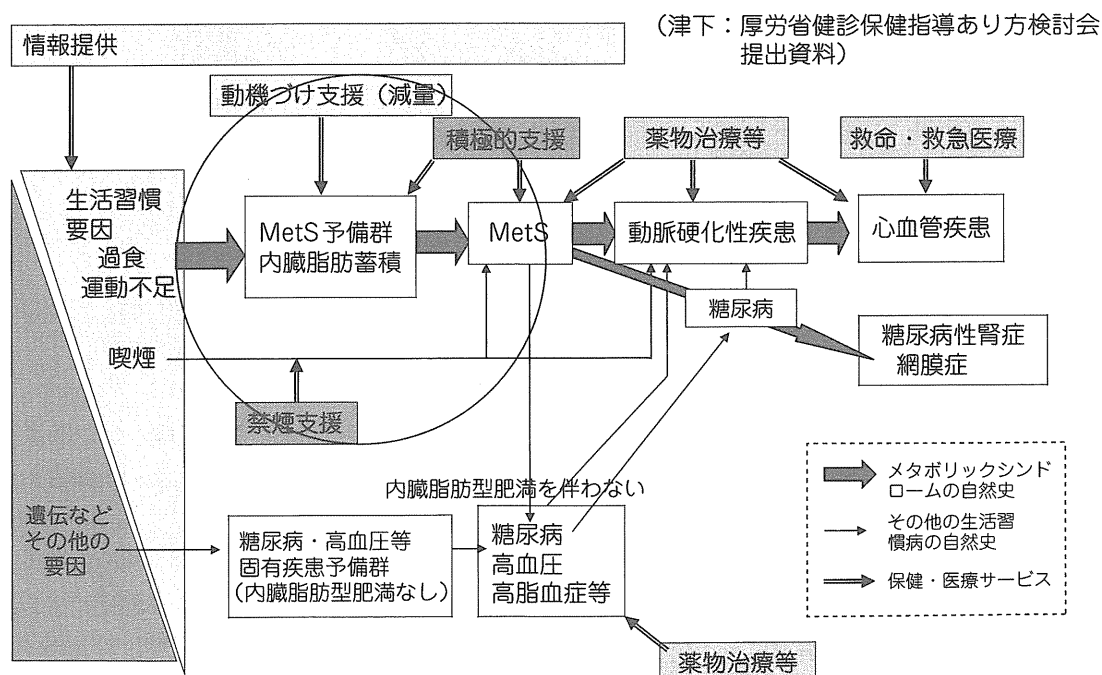 (津下:厚労省健診保健指導あり方検討会
提出資料)
情報提供
動機づけ支援(減量)
積極的支援
薬物治療等
救命・救急医療
生活習慣
要因
過食
運動不足
MetS予備群
内臓脂肪蓄積
MetS
動脈硬化性疾患
心血管疾患
糖尿病
糖尿病性腎症
網膜症
喫煙
禁煙支援
内臓脂肪型肥満を伴わない
遺伝など
その他の
要因
糖尿病・高血圧等
固有疾患予備群
(内臓脂肪型肥満なし)
糖尿病
高血圧
高脂血症等
薬物治療等
メタボリックシンド
ロームの自然史
その他の生活習
慣病の自然史
保健・医療サービス